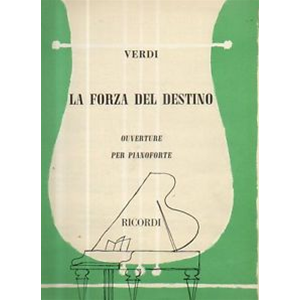 VERDI
LA FORZA DEL DESTINO
OUVERTURE
PER PIANOFORTE
RICORDI